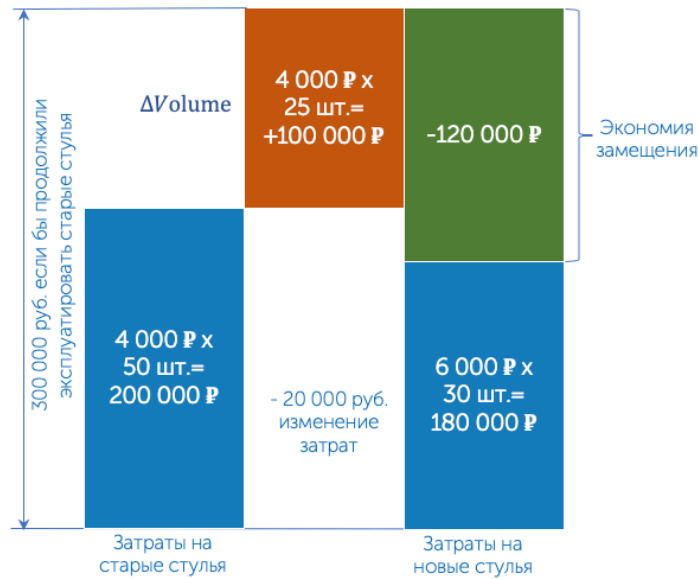 300 000 руб. если бы продолжили
эксплуатировать старые стулья
ΔVolume
4 000 ₽ x
25 шт.=
+100 000 ₽
-120 000 ₽
Экономия
замещения
4 000 ₽ x
50 шт.=
200 000 ₽
- 20 000 руб.
изменение
затрат
6 000 ₽ x
30 шт.=
180 000 ₽
Затраты на
старые стулья
Затраты на
новые стулья